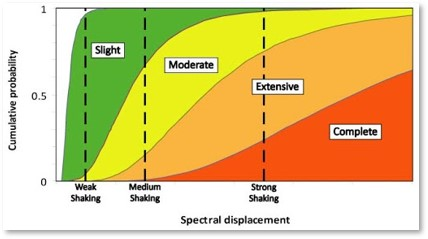 1
Slight
Moderate
0.5
Extensive
Complete
0
Cumulative probability
Weak
Shaking
Medium
Shaking
Strong
Shaking
Spectral displacement